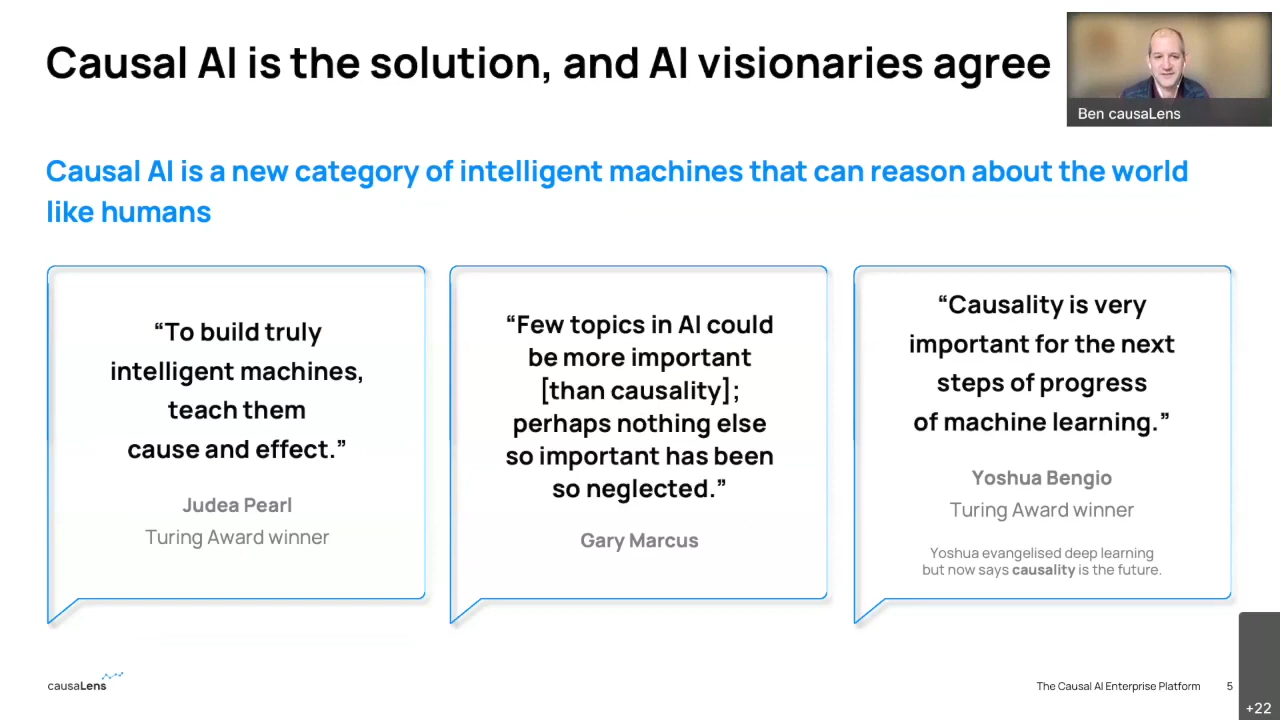 Causal AI is the solution, and AI visionaries agree
Ben causaLens
Causal AI is a new category of intelligent machines that can reason about the world
like humans
“To build truly
intelligent machines,
teach them
cause and effect.”
Judea Pearl
Turing Award winner
“Few topics in AI could
be more important
[than causality];
perhaps nothing else
so important has been
so neglected.”
Gary Marcus
“Causality is very
important for the next
steps of progress
of machine learning.”
Yoshua Bengio
Turing Award winner
Yoshua evangelised deep learning
but now says causality is the future.
causaLens
The Causal AI Enterprise Platform
5
+22